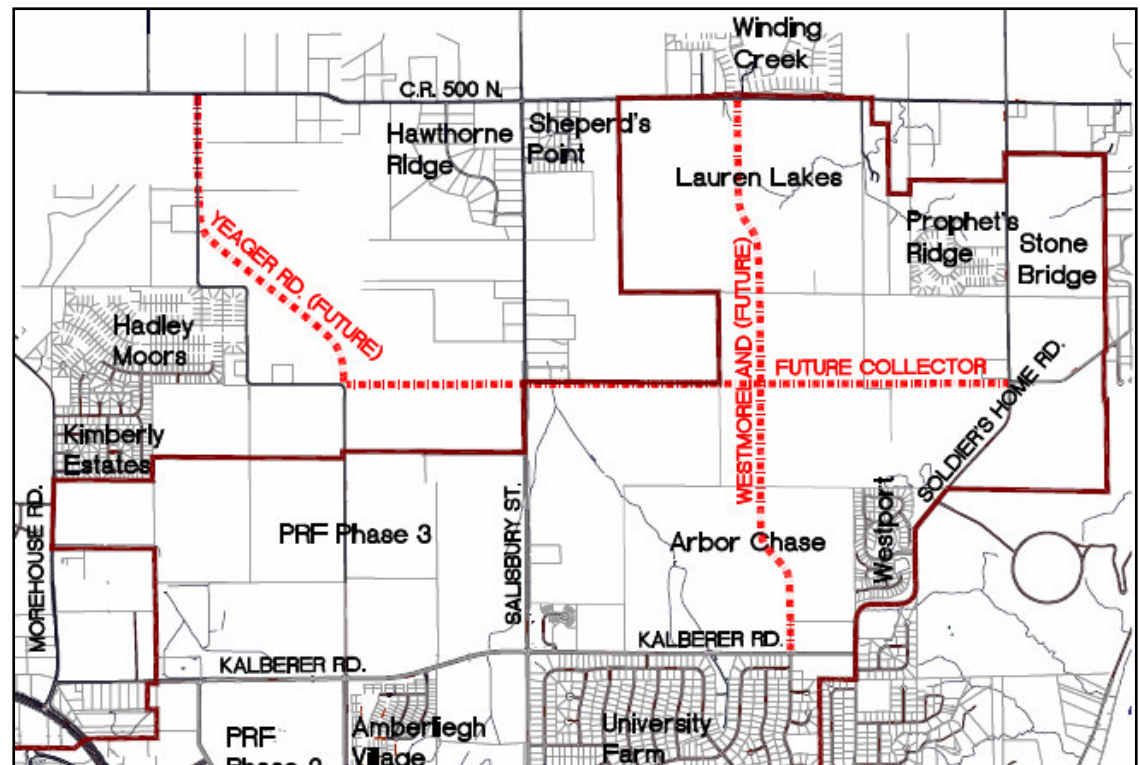 Winding
Creek
C.R. 500 N.
Hawthorne
Ridge
Sheperd's
Point
Lauren Lakes
Prophet's
Ridge
Stone
Bridge
YEAGER RD. (FUTURE)
WESTMORELAND (FUTURE)
Hadley
Moors
FUTURE COLLECTOR
SOLDIER'S HOME RD.
Kimberly
Estates
MOREHOUSE RD.
PRF Phase 3
SALISBURY ST.
Arbor Chase
Westport
KALBERER RD.
KALBERER RD.
PRF
Phase 2
Amberliegh
Village
University
Farm